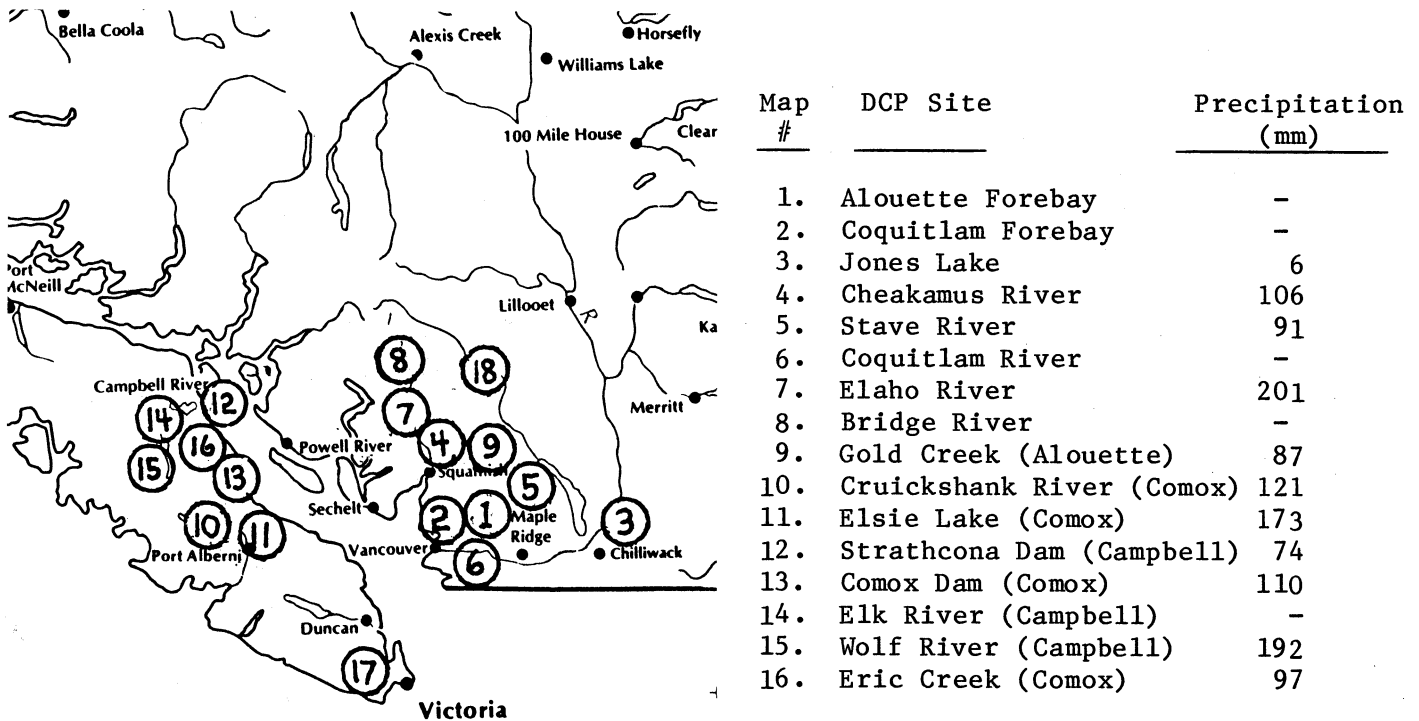 Bella Coola
Alexis Creek
Horsefly
Williams Lake
100 Mile House
Clear
Port
McNeill
Lillooet
R
Ka
Campbell River
Merritt
Powell River
Squamish
Sechelt
Maple
Ridge
Port Alberni
Vancouver
Chilliwack
Duncan
Victoria
8
18
12
7
14
4
9
16
15
13
5
10
11
2
1
3
6
17
Map DCP Site Precipitation
# (mm)
1. Alouette Forebay -
2. Coquitlam Forebay -
3. Jones Lake 6
4. Cheakamus River 106
5. Stave River 91
6. Coquitlam River -
7. Elaho River 201
8. Bridge River -
9. Gold Creek (Alouette) 87
10. Cruickshank River (Comox) 121
11. Elsie Lake (Comox) 173
12. Strathcona Dam (Campbell) 74
13. Comox Dam (Comox) 110
14. Elk River (Campbell) -
15. Wolf River (Campbell) 192
16. Eric Creek (Comox) 97